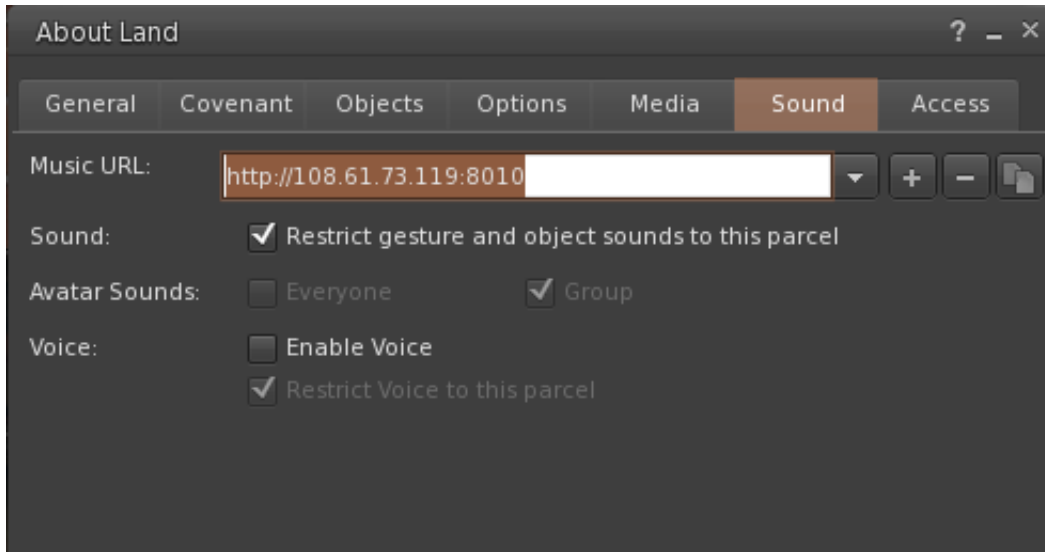 About Land
General Covenant Objects Options Media Sound Access
Music URL: http://108.61.73.119:8010
Sound: Restrict gesture and object sounds to this parcel
Avatar Sounds: Everyone Group
Voice: Enable Voice
Restrict Voice to this parcel